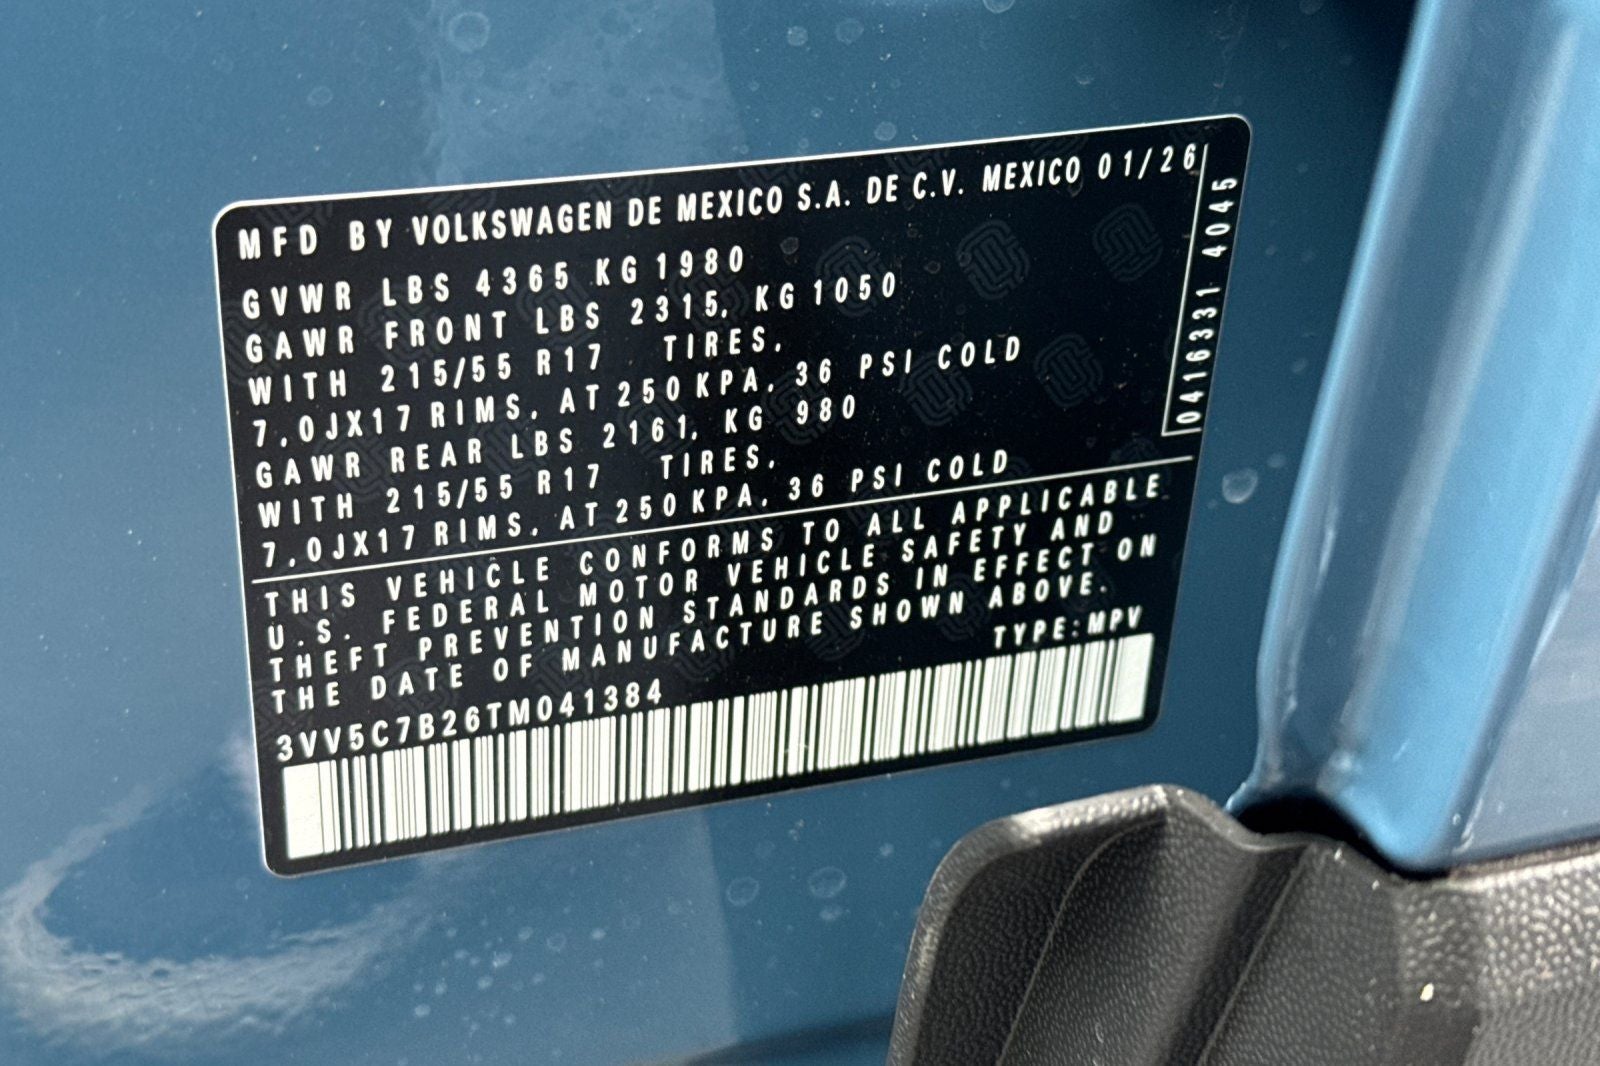 MFD BY VOLKSWAGEN DE MEXICO S.A. DE C.V. MEXICO 01/26
GVWR LBS 4365 KG 1980
GAWR FRONT LBS 2315, KG 1050
WITH 215/55 R17 TIRES,
7.0JX17 RIMS, AT 250 KPA, 36 PSI COLD
GAWR REAR LBS 2161, KG 980
WITH 215/55 R17 TIRES,
7.0JX17 RIMS, AT 250 KPA, 36 PSI COLD
0416331 4045
THIS VEHICLE CONFORMS TO ALL APPLICABLE
U.S. FEDERAL MOTOR VEHICLE SAFETY AND
THEFT PREVENTION STANDARDS IN EFFECT ON
THE DATE OF MANUFACTURE SHOWN ABOVE.
TYPE:MPV
3VV5C7B26TM041384